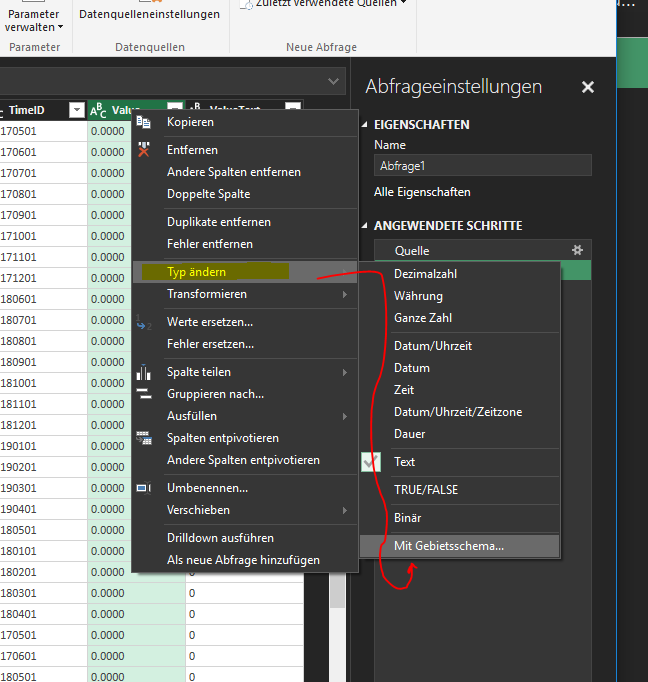 Parameter
verwalten
Datenquelleneinstellungen
Zuletzt verwendete Quellen
Parameter
Datenquellen
Neue Abfrage
TimeID
Value
ValueText
170501
0.0000
170601
0.0000
170701
0.0000
170801
0.0000
170901
0.0000
171001
0.0000
171101
0.0000
171201
0.0000
180601
0.0000
180701
0.0000
180801
0.0000
180901
0.0000
181001
0.0000
181101
0.0000
181201
0.0000
190101
0.0000
190201
0.0000
190301
0.0000
190401
0.0000
180501
0.0000
180101
0.0000
180201
0.0000
180301
0.0000
0
180401
0.0000
0
170501
0.0000
0
170601
0.0000
0
180501
0.0000
0
Kopieren
Entfernen
Andere Spalten entfernen
Doppelte Spalte
Duplikate entfernen
Fehler entfernen
Typ ändern
Transformieren
Werte ersetzen...
Fehler ersetzen...
Spalte teilen
Gruppieren nach...
Ausfüllen
Spalten entpivotieren
Andere Spalten entpivotieren
Umbenennen...
Verschieben
Drilldown ausführen
Als neue Abfrage hinzufügen
Abfrageeinstellungen
EIGENSCHAFTEN
Name
Abfrage1
Alle Eigenschaften
ANGEWENDETE SCHRITTE
Quelle
Dezimalzahl
Währung
Ganze Zahl
Datum/Uhrzeit
Datum
Zeit
Datum/Uhrzeit/Zeitzone
Dauer
Text
TRUE/FALSE
Binär
Mit Gebietsschema...